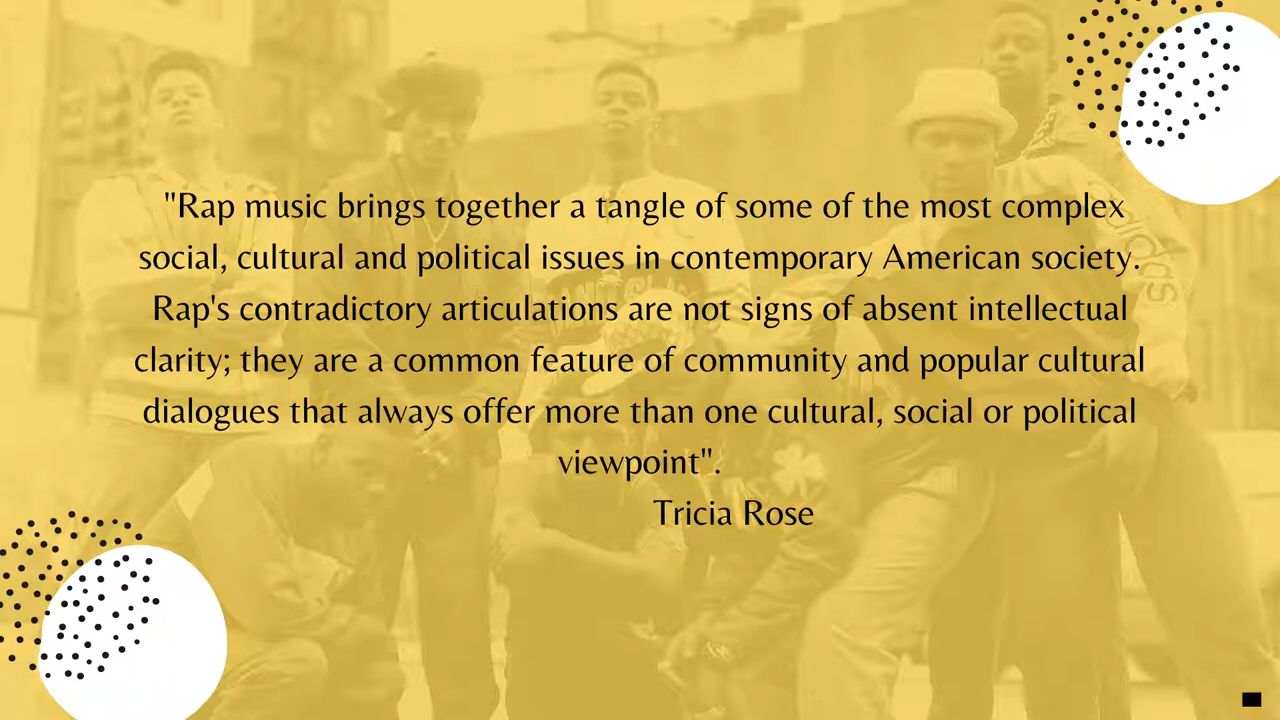 "Rap music brings together a tangle of some of the most complex
social, cultural and political issues in contemporary American society.
Rap's contradictory articulations are not signs of absent intellectual
clarity; they are a common feature of community and popular cultural
dialogues that always offer more than one cultural, social or political
viewpoint".
Tricia Rose